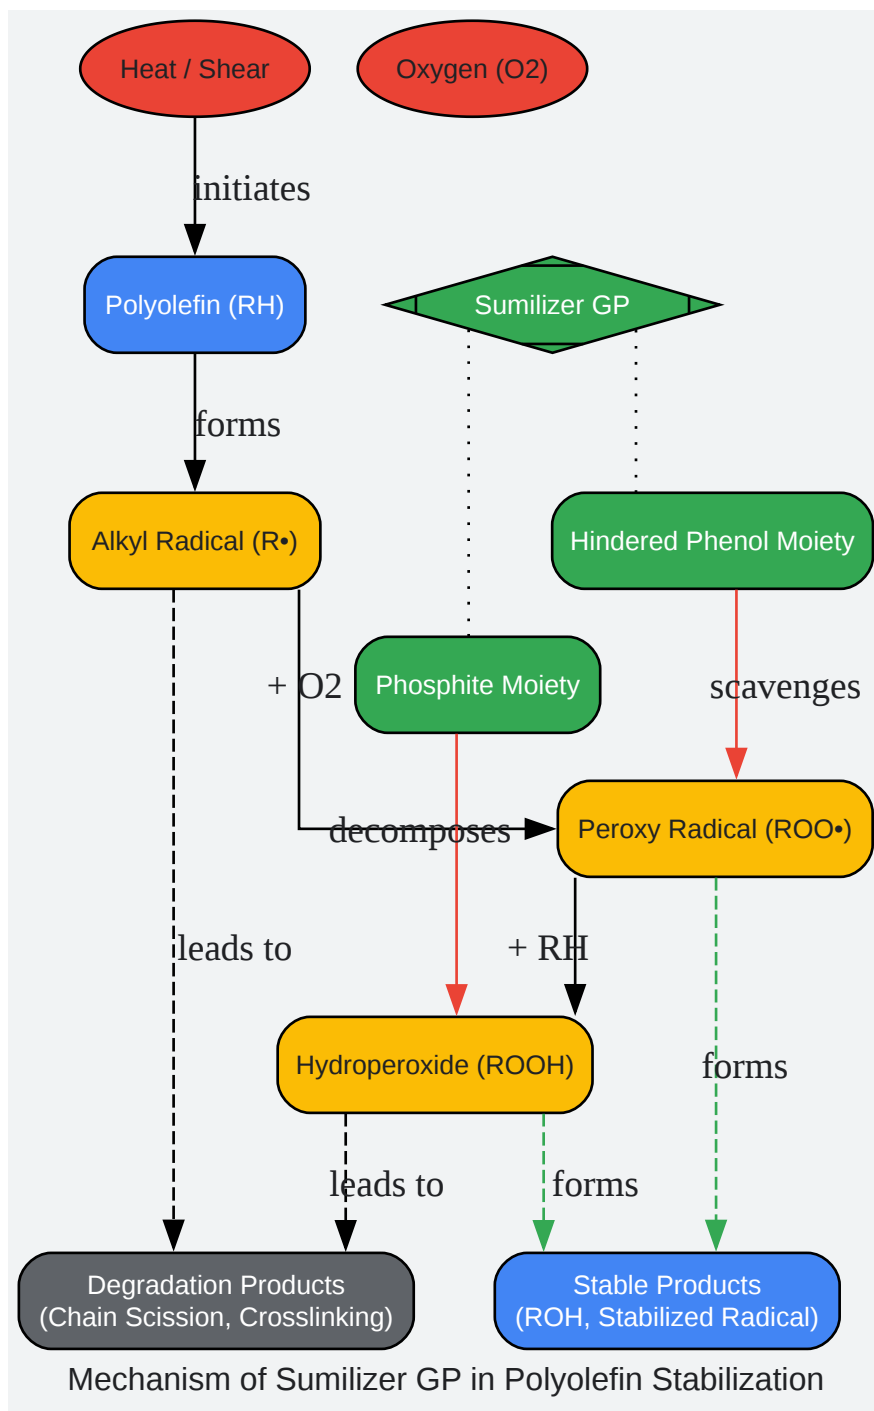 Heat / Shear
Oxygen (O2)
initiates
Polyolefin (RH)
Sumilizer GP
forms
Alkyl Radical (R•)
Hindered Phenol Moiety
+ O2
Phosphite Moiety
scavenges
decomposes
Peroxy Radical (ROO•)
leads to
+ RH
Hydroperoxide (ROOH)
forms
leads to
forms
Degradation Products
(Chain Scission, Crosslinking)
Stable Products
(ROH, Stabilized Radical)
Mechanism of Sumilizer GP in Polyolefin Stabilization